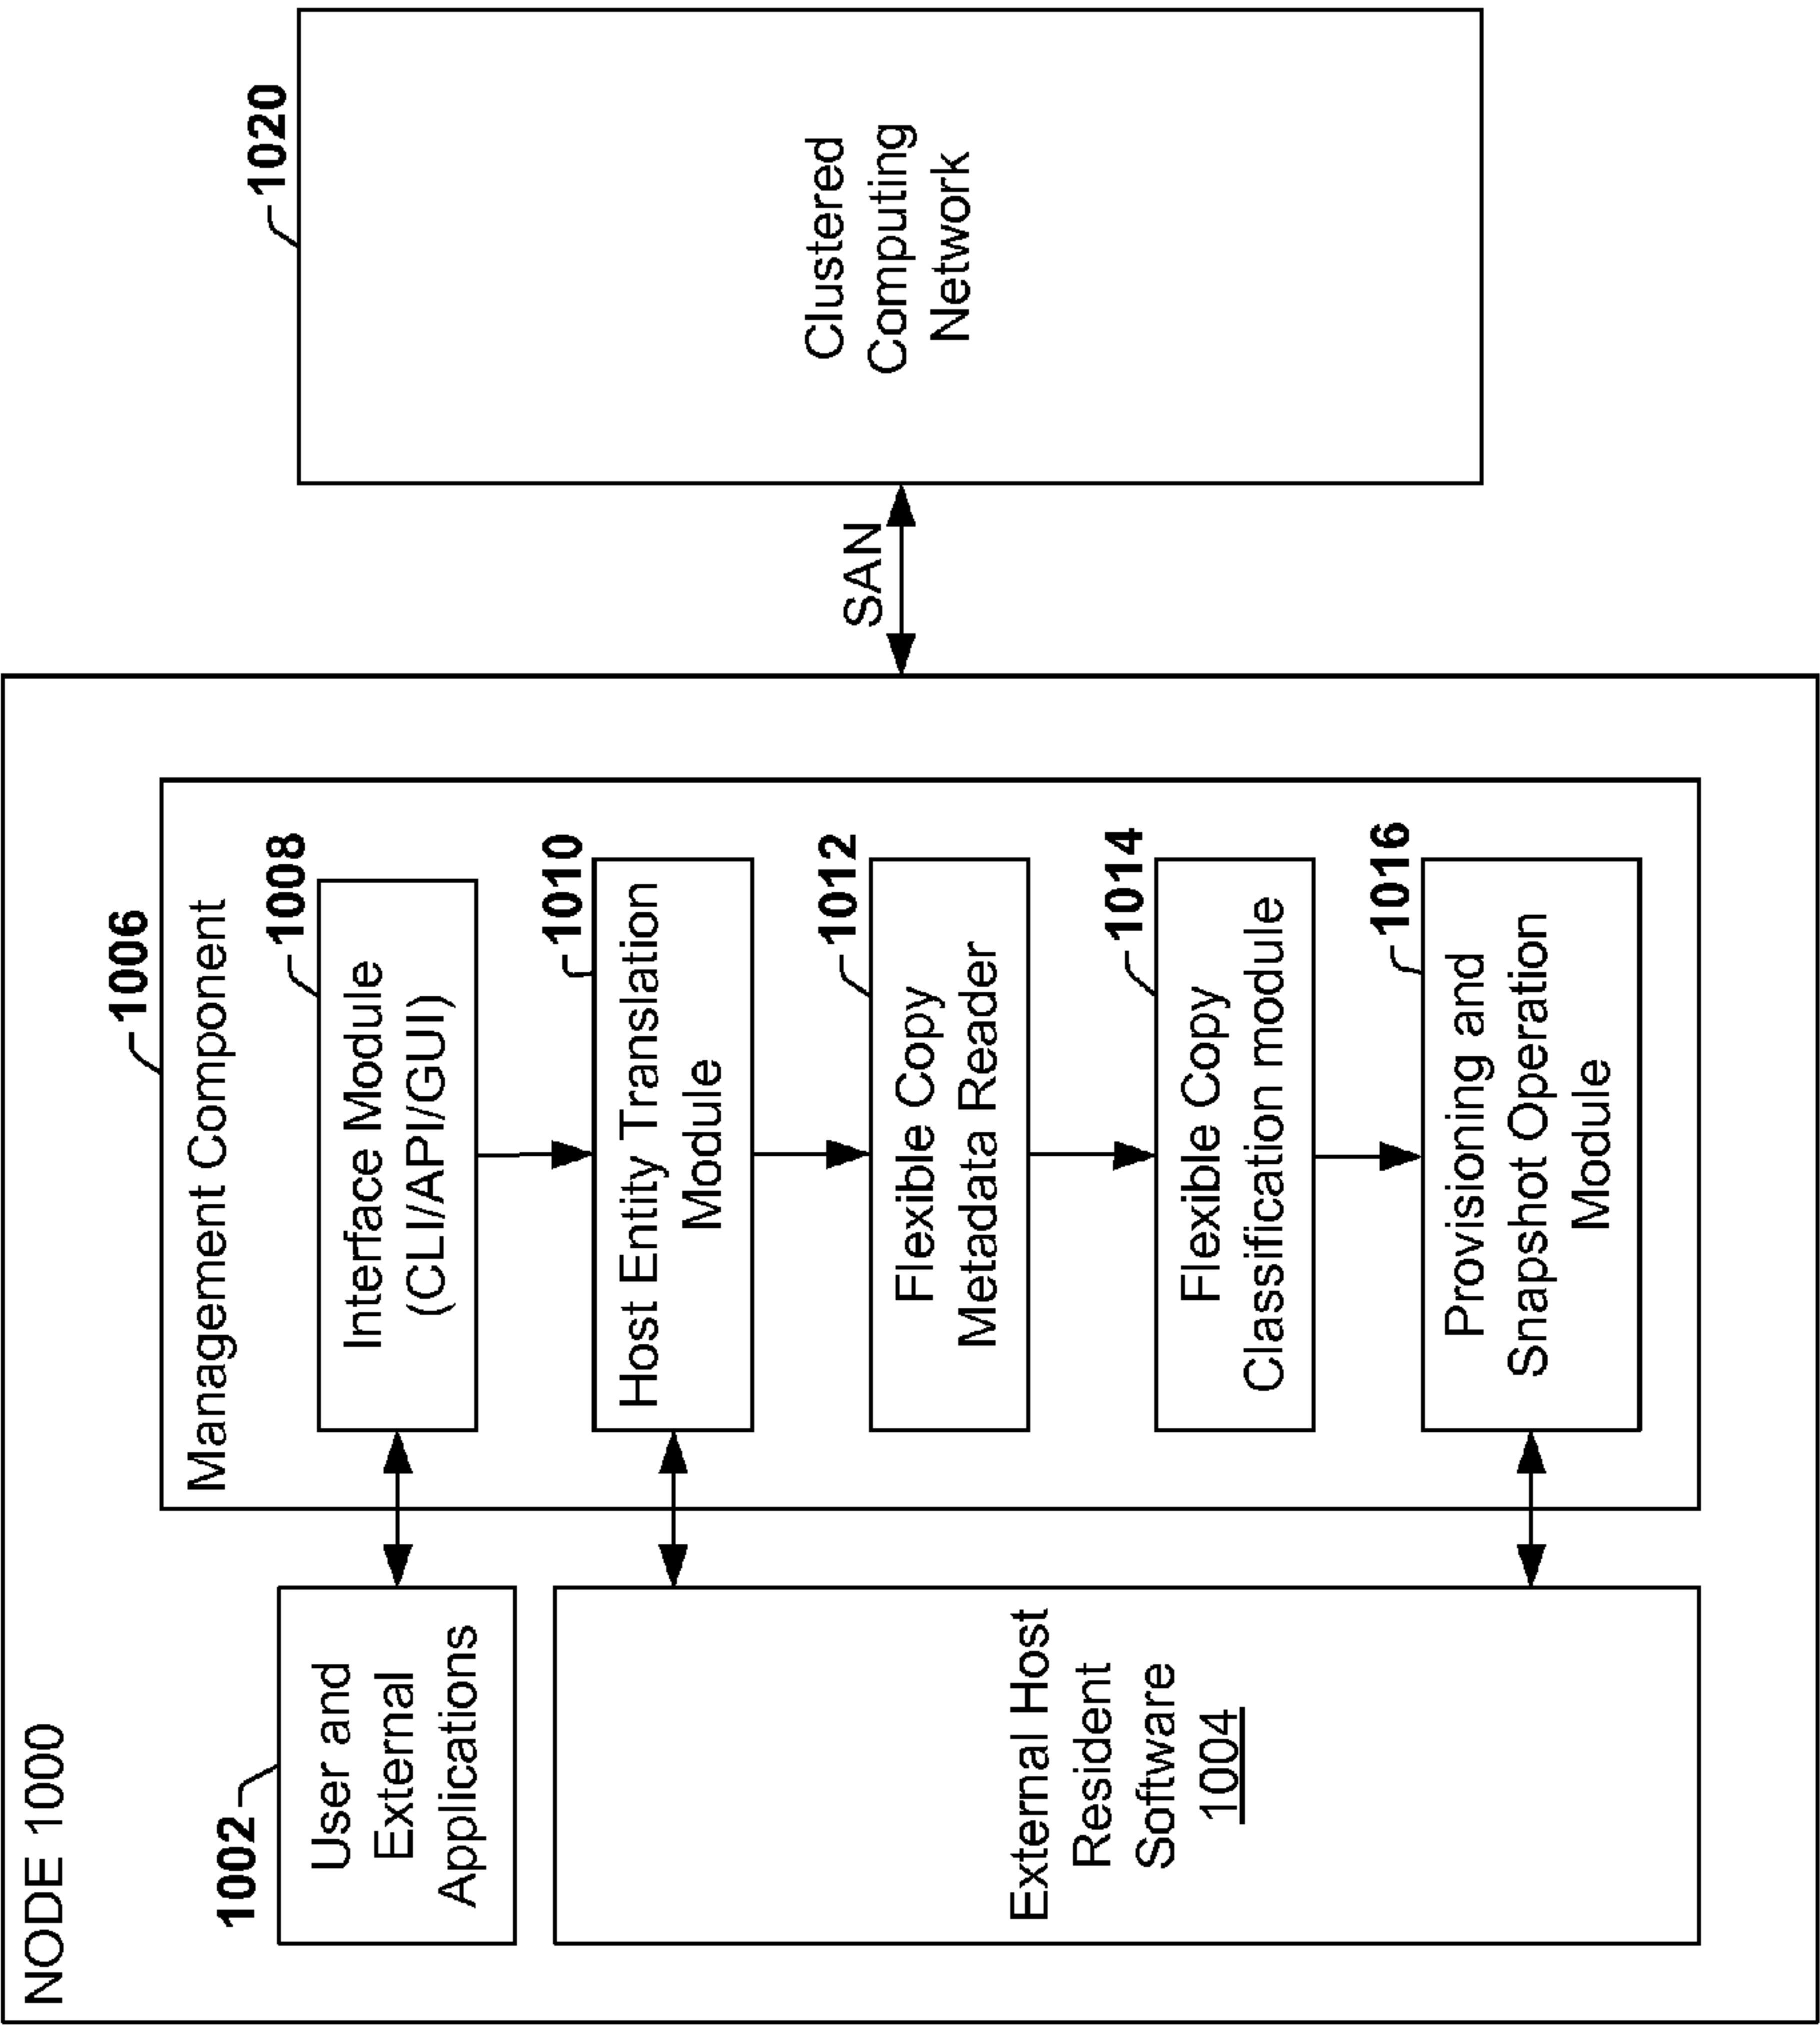 NODE 1000
1002
User and
External
Applications
External Host
Resident
Software
1004
1006
Management Component
1008
Interface Module
(CLI/API/GUI)
1010
Host Entity Translation
Module
1012
Flexible Copy
Metadata Reader
1014
Flexible Copy
Classification module
1016
Provisioning and
Snapshot Operation
Module
SAN
1020
Clustered
Computing
Network